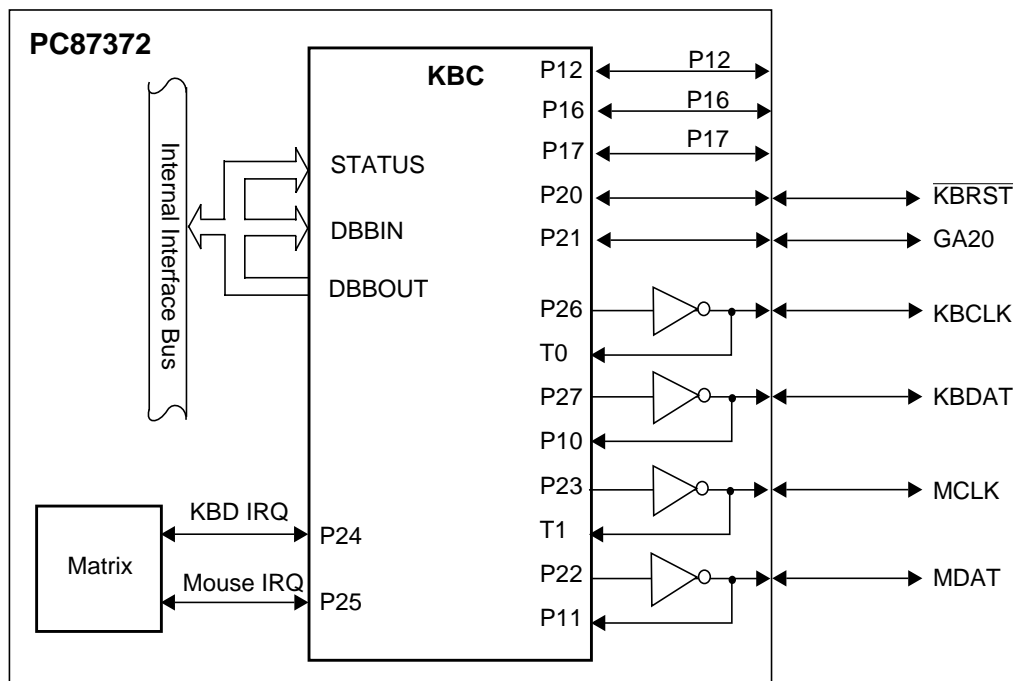 PC87372
KBC
Internal Interface Bus
STATUS
DBBIN
DBBOUT
P12
P12
P16
P16
P17
P17
P20
KBRST
P21
GA20
P26
KBCLK
T0
P27
KBDAT
P10
P23
MCLK
T1
P22
MDAT
P11
Matrix
KBD IRQ
P24
Mouse IRQ
P25